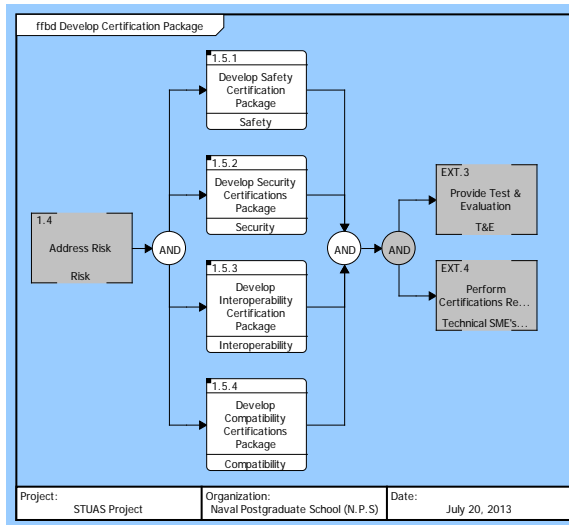 ffbd Develop Certification Package
1.5.1
Develop Safety
Certification
Package
Safety
1.5.2
Develop Security
Certifications
Package
Security
1.4
Address Risk
Risk
AND
1.5.3
Develop
Interoperability
Certification
Package
Interoperability
1.5.4
Develop
Compatibility
Certifications
Package
Compatibility
AND
AND
EXT.3
Provide Test &
Evaluation
T&E
EXT.4
Perform
Certifications Re...
Technical SME's...
Project:
STUAS Project
Organization:
Naval Postgraduate School (N.P.S)
Date:
July 20, 2013